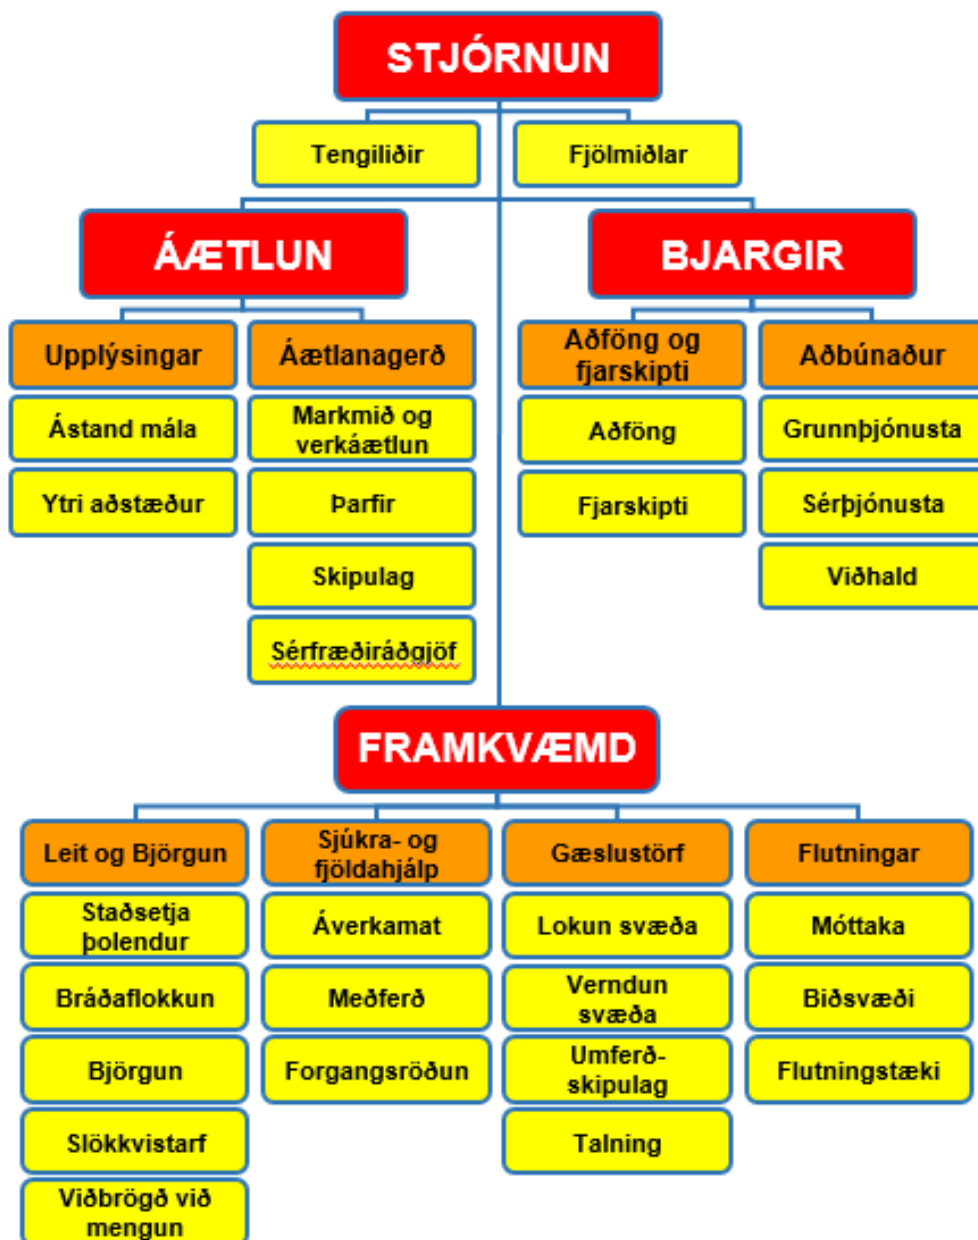 STJÓRNUN
Tengiliðir
Fjölmiðlar
ÁÆTLUN
BJARGIR
Upplýsingar
Ástand mála
Ytri aðstæður
Áætlanagerð
Markmið og
verkáætlun
Þarfir
Skipulag
Sérfræðiráðgjöf
Aðföng og
fjarskipti
Aðföng
Fjarskipti
Aðbúnaður
Grunnþjónusta
Sérþjónusta
Viðhald
FRAMKVÆMD
Leit og Björgun
Staðsetja
þolendur
Bráðaflokkun
Björgun
Slökkvistarf
Viðbrögð við
mengun
Sjúkra- og
fjöldahjálp
Áverkamat
Meðferð
Forgangsröðun
Gæslustörf
Lokun svæða
Verndun
svæða
Umferð-
skipulag
Talning
Flutningar
Móttaka
Biðsvæði
Flutningstæki